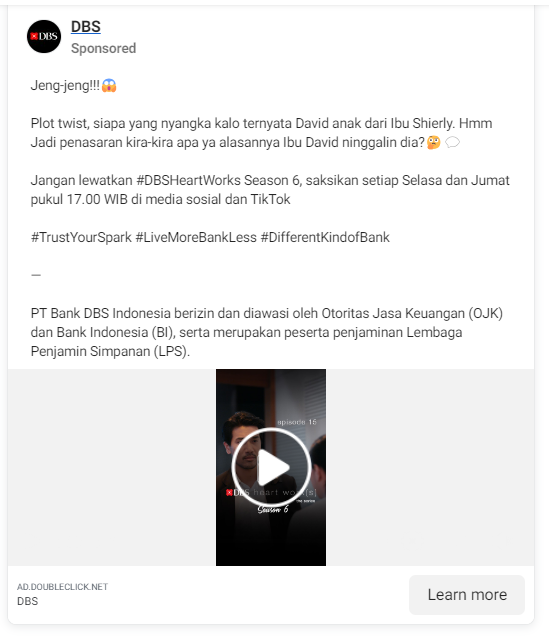 DBS
DBS
Sponsored
Jeng-jeng!!!😱
Plot twist, siapa yang nyangka kalo ternyata David anak dari Ibu Shierly. Hmm
Jadi penasaran kira-kira apa ya alasannya Ibu David ninggalin dia?🤔💭
Jangan lewatkan #DBSHeartWorks Season 6, saksikan setiap Selasa dan Jumat
pukul 17.00 WIB di media sosial dan TikTok
#TrustYourSpark #LiveMoreBankLess #DifferentKindofBank
—
PT Bank DBS Indonesia berizin dan diawasi oleh Otoritas Jasa Keuangan (OJK)
dan Bank Indonesia (BI), serta merupakan peserta penjaminan Lembaga
Penjamin Simpanan (LPS).
episode 15
DBS heart work[s]
THE SERIES
Season 6
AD.DOUBLECLICK.NET
DBS
Learn more